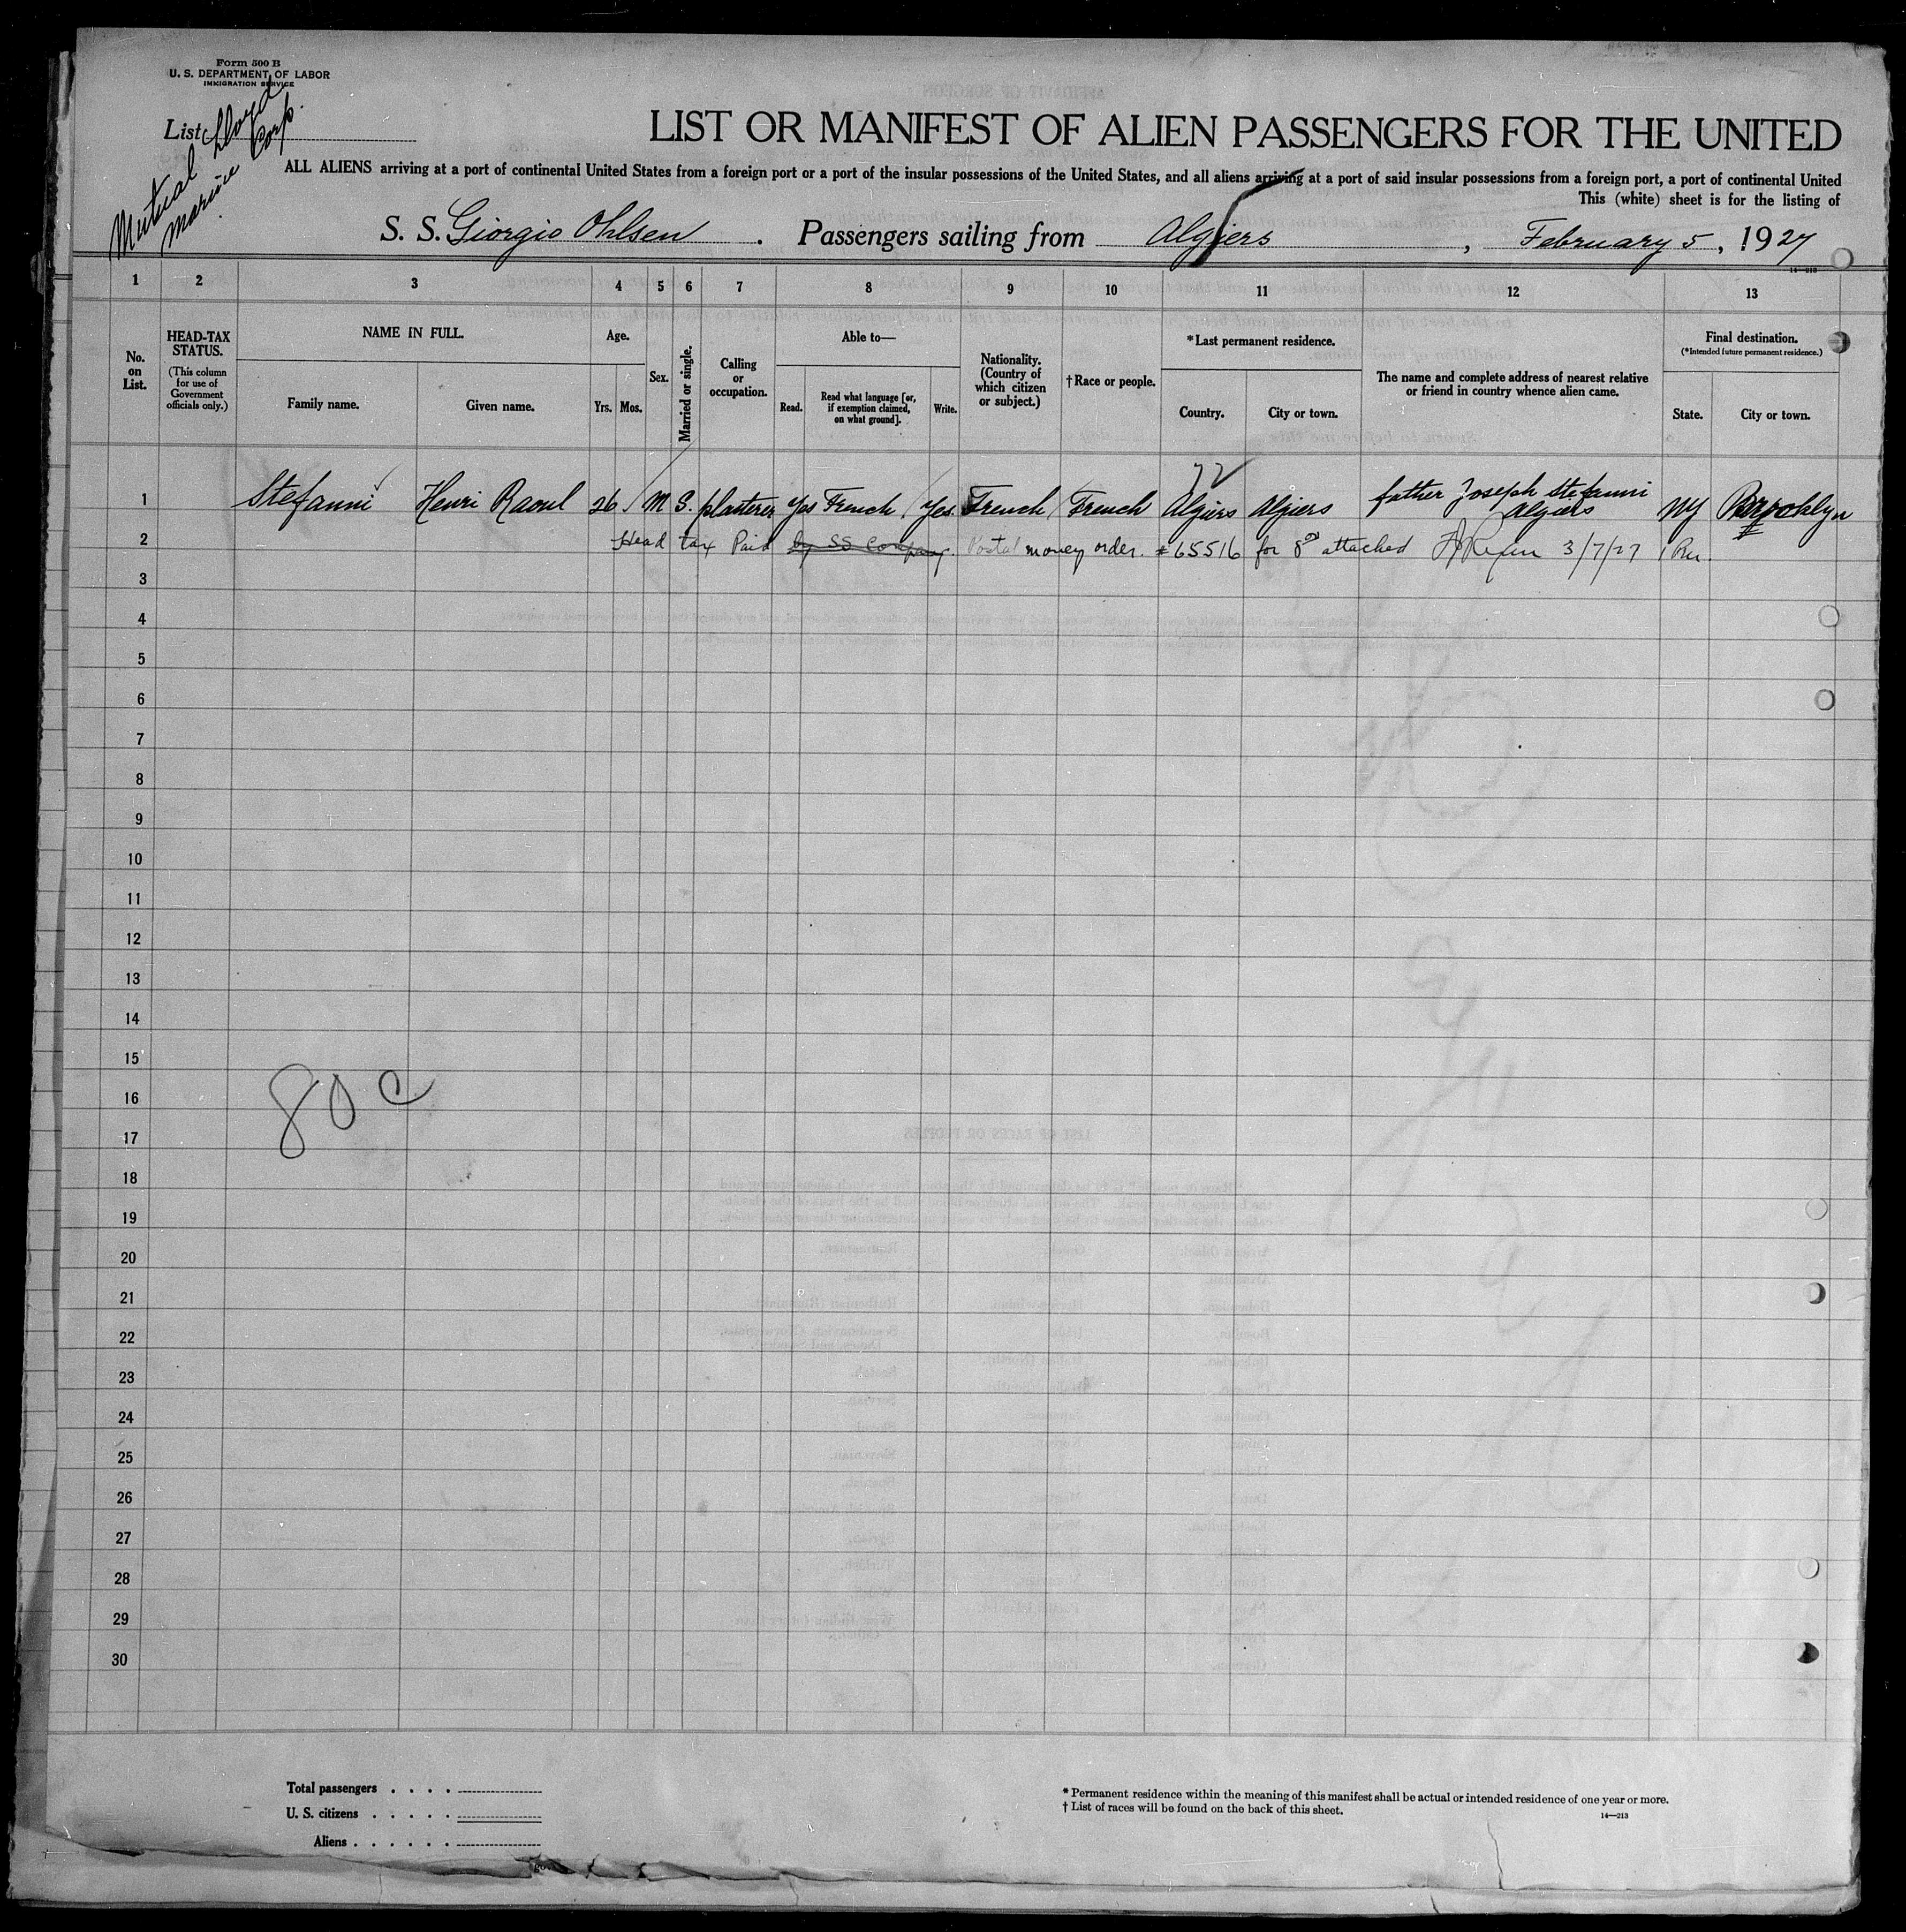 Form 500 B
U. S. DEPARTMENT OF LABOR
IMMIGRATION SERVICE
List
Mutual Lloyd
Marine Corp.
LIST OR MANIFEST OF ALIEN PASSENGERS FOR THE UNITED
ALL ALIENS arriving at a port of continental United States from a foreign port or a port of the insular possessions of the United States, and all aliens arriving at a port of said insular possessions from a foreign port, a port of continental United
This (white) sheet is for the listing of
S. S. Giorgio Ohlsen . Passengers sailing from Algiers , February 5 , 1927
14—213
1 2 3 4 5 6 7 8 9 10 11 12 13
No. on List.
HEAD-TAX STATUS.
(This column for use of Government officials only.)
NAME IN FULL.
Family name.
Given name.
Age.
Yrs. Mos.
Sex.
Married or single.
Calling or occupation.
Able to—
Read.
Read what language [or, if exemption claimed, on what ground].
Write.
Nationality. (Country of which citizen or subject.)
† Race or people.
* Last permanent residence.
Country.
City or town.
The name and complete address of nearest relative or friend in country whence alien came.
Final destination.
(*Intended future permanent residence.)
State.
City or town.
1 Stefanni Henri Raoul 26 M S. plasterer Yes French Yes. French French Algiers Algiers father Joseph Stefanni Algiers NY Brooklyn
2 Head tax Paid by SS Company. Postal money order. #65516 for 8 attached 3/7/27
3
4
5
6
7
8
9
10
11
12
13
14
15
16
80 c
17
18
19
20
21
22
23
24
25
26
27
28
29
30
Total passengers . . . .
U. S. citizens . . . . .
Aliens . . . . . .
* Permanent residence within the meaning of this manifest shall be actual or intended residence of one year or more.
† List of races will be found on the back of this sheet.
14—213